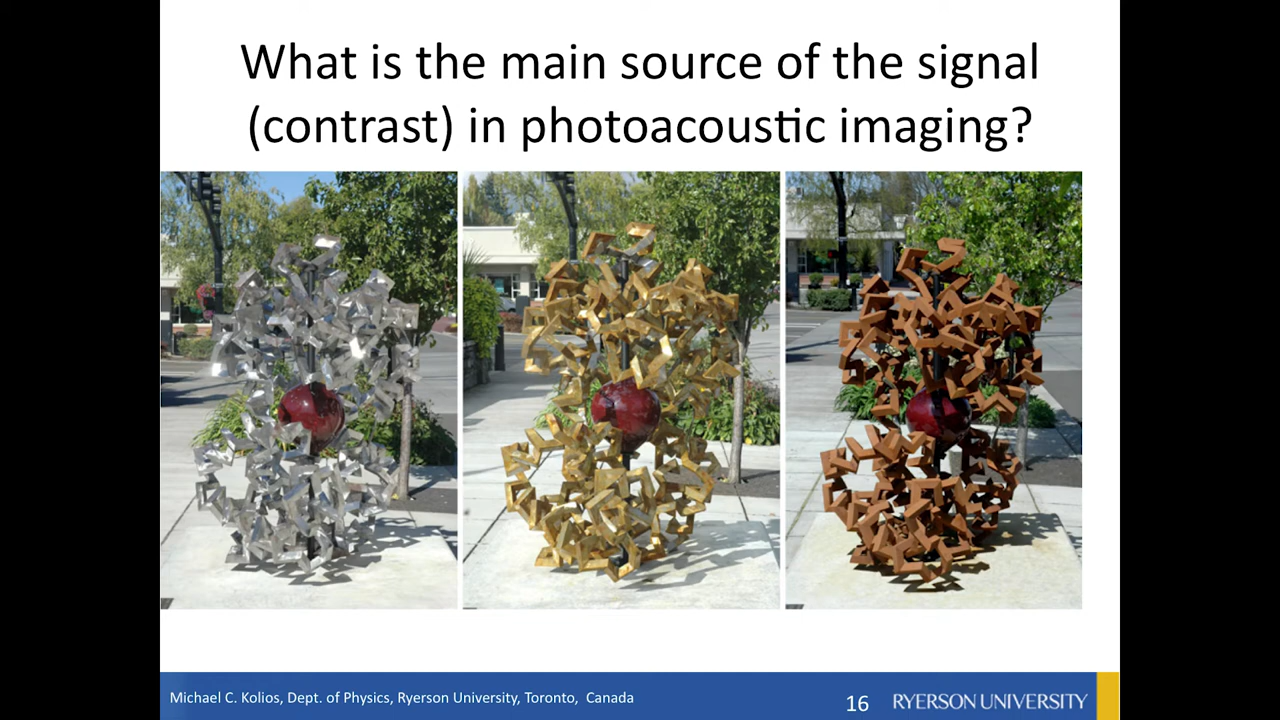 What is the main source of the signal
(contrast) in photoacoustic imaging?
Michael C. Kolios, Dept. of Physics, Ryerson University, Toronto, Canada
16
RYERSON UNIVERSITY